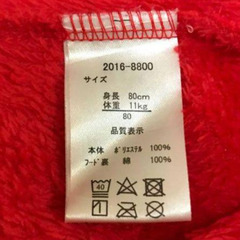 2016-8800
サイズ
身長 80cm
体重 11kg
80
品質表示
本体 ポリエステル 100%
フード裏 綿 100%
40